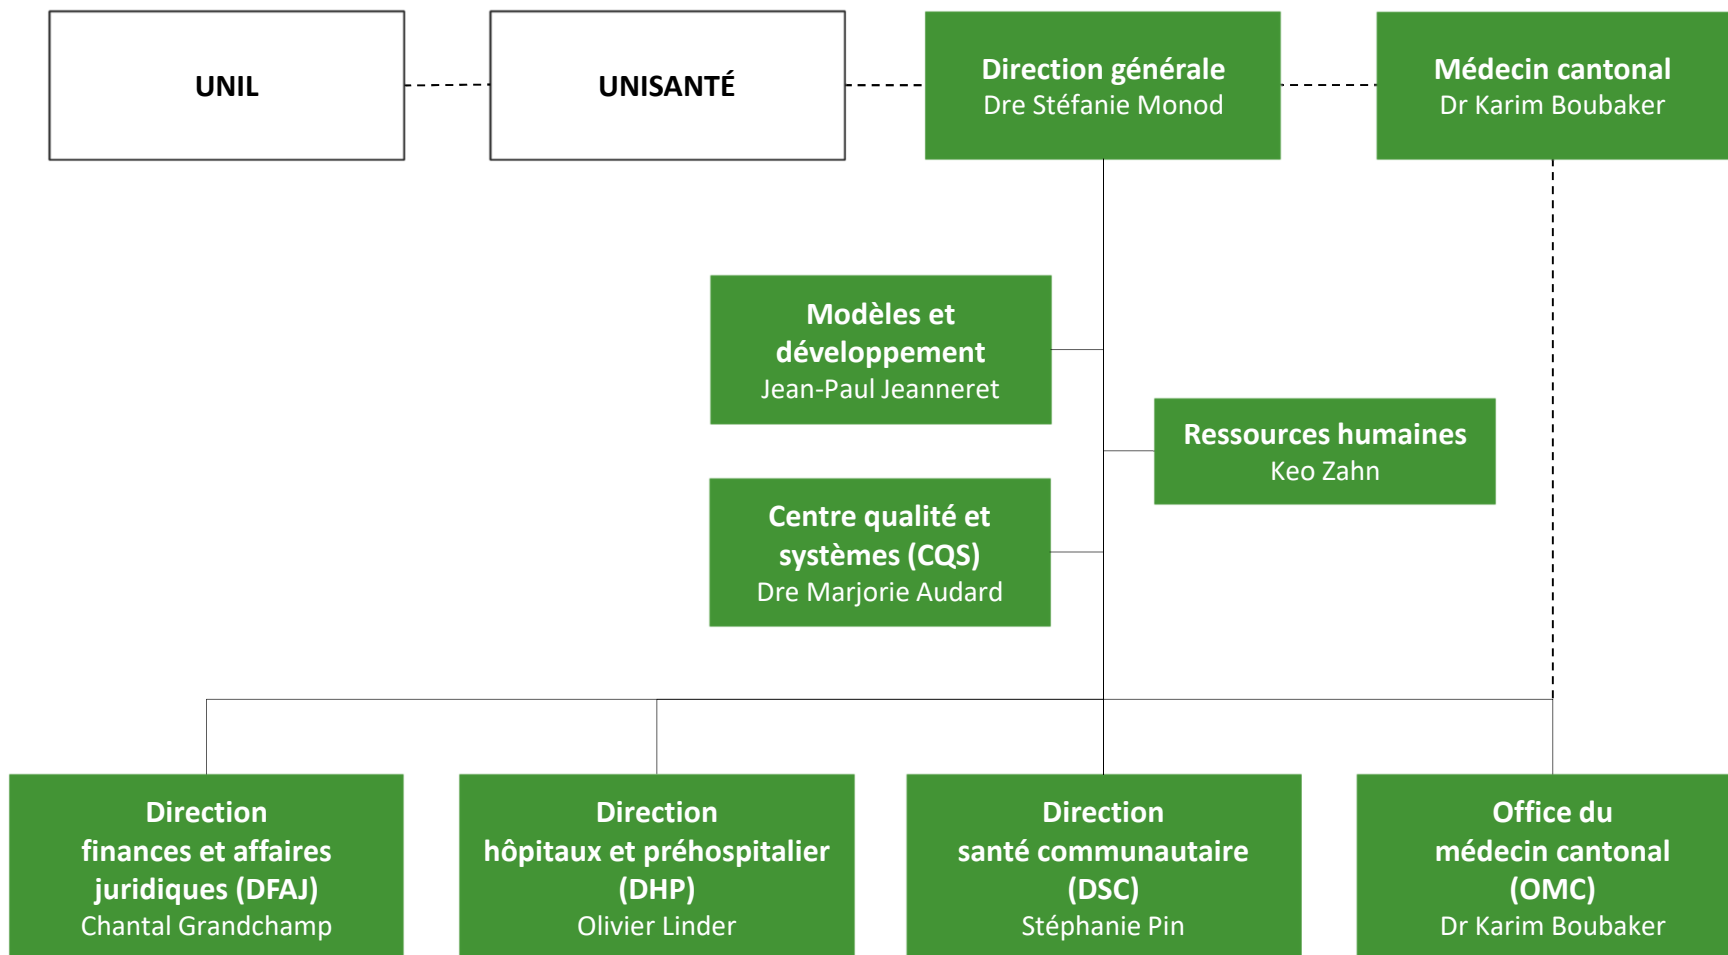 UNIL
UNISANTÉ
Direction générale
Dre Stéfanie Monod
Médecin cantonal
Dr Karim Boubaker
Modèles et
développement
Jean-Paul Jeanneret
Ressources humaines
Keo Zahn
Centre qualité et
systèmes (CQS)
Dre Marjorie Audard
Direction
finances et affaires
juridiques (DFAJ)
Chantal Grandchamp
Direction
hôpitaux et préhospitalier
(DHP)
Olivier Linder
Direction
santé communautaire
(DSC)
Stéphanie Pin
Office du
médecin cantonal
(OMC)
Dr Karim Boubaker